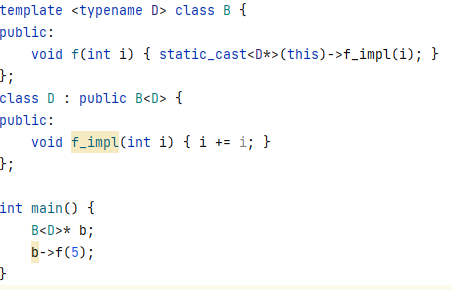 template <typename D> class B {
public:
    void f(int i) { static_cast<D*>(this)->f_impl(i); }
};
class D : public B<D> {
public:
    void f_impl(int i) { i += i; }
};

int main() {
    B<D>* b;
    b->f(5);
}